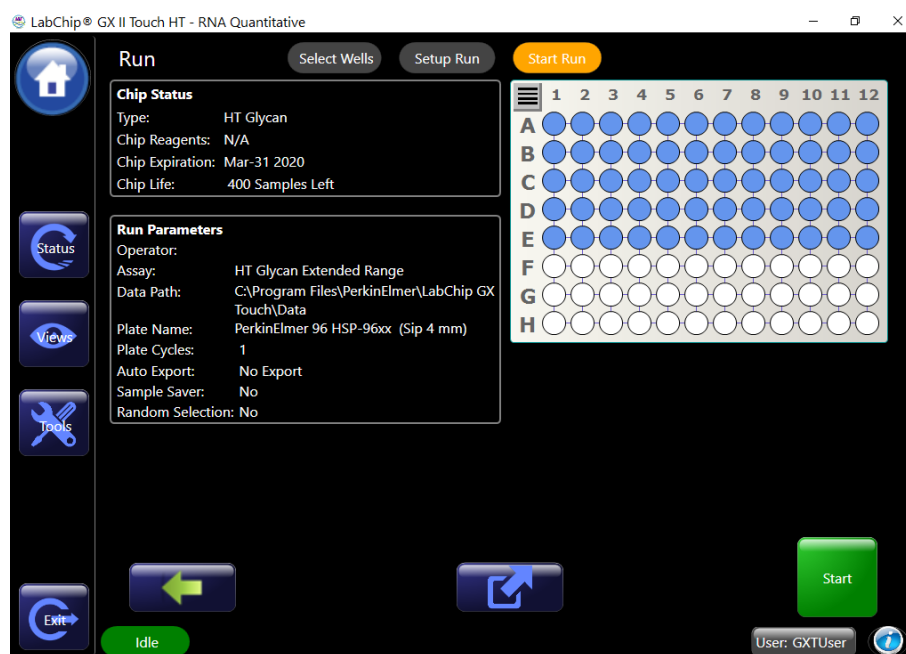 LabChip® GX II Touch HT - RNA Quantitative
Run
Select Wells
Setup Run
Start Run
Chip Status
Type: HT Glycan
Chip Reagents: N/A
Chip Expiration: Mar-31 2020
Chip Life: 400 Samples Left
Run Parameters
Operator:
Assay: HT Glycan Extended Range
Data Path: C:\Program Files\PerkinElmer\LabChip GX
Touch\Data
Plate Name: PerkinElmer 96 HSP-96xx (Sip 4 mm)
Plate Cycles: 1
Auto Export: No Export
Sample Saver: No
Random Selection: No
1 2 3 4 5 6 7 8 9 10 11 12
A
B
C
D
E
F
G
H
Status
Views
Tools
Exit
Start
Idle
User: GXTUser